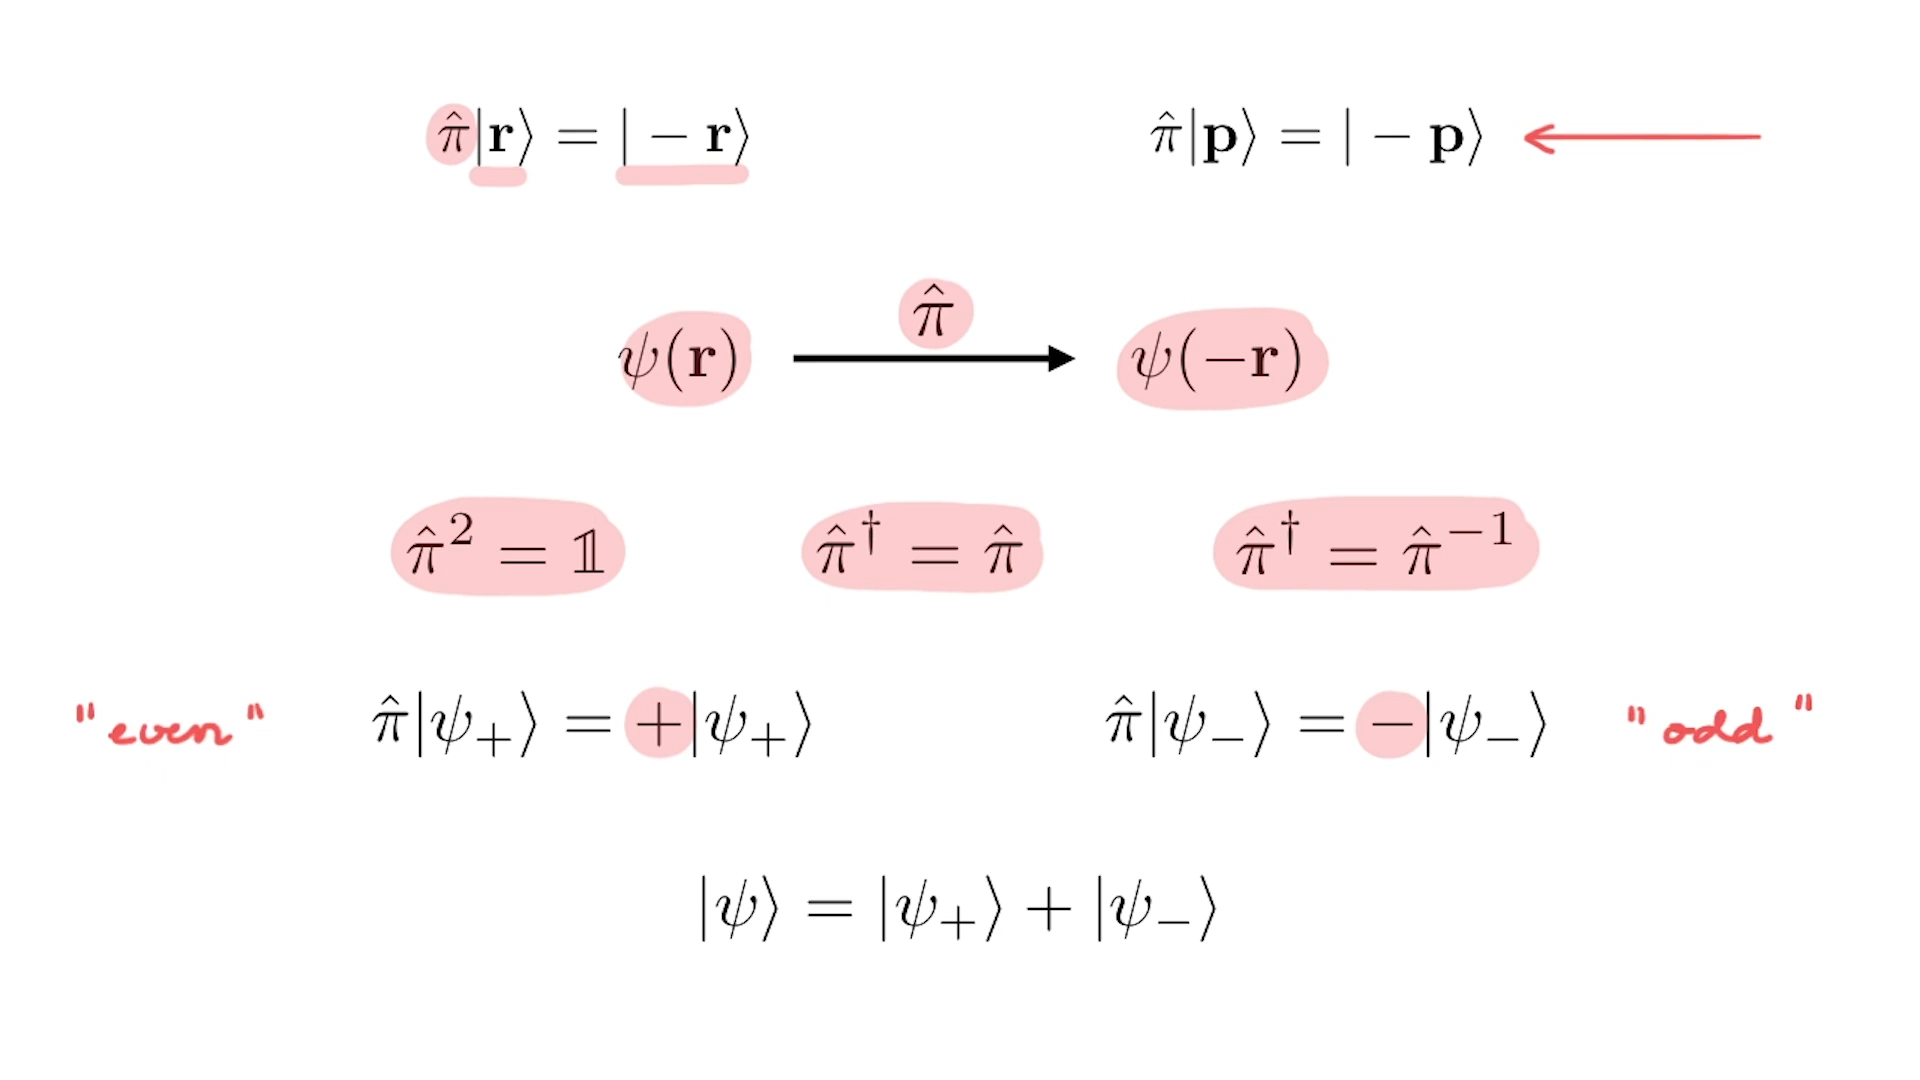 π̂|𝐫⟩ = |−𝐫⟩ π̂|𝐩⟩ = |−𝐩⟩
π̂
ψ(𝐫) ψ(−𝐫)
π̂² = 𝟙 π̂† = π̂ π̂† = π̂⁻¹
"even" π̂|ψ₊⟩ = +|ψ₊⟩ π̂|ψ₋⟩ = −|ψ₋⟩ "odd"
|ψ⟩ = |ψ₊⟩ + |ψ₋⟩